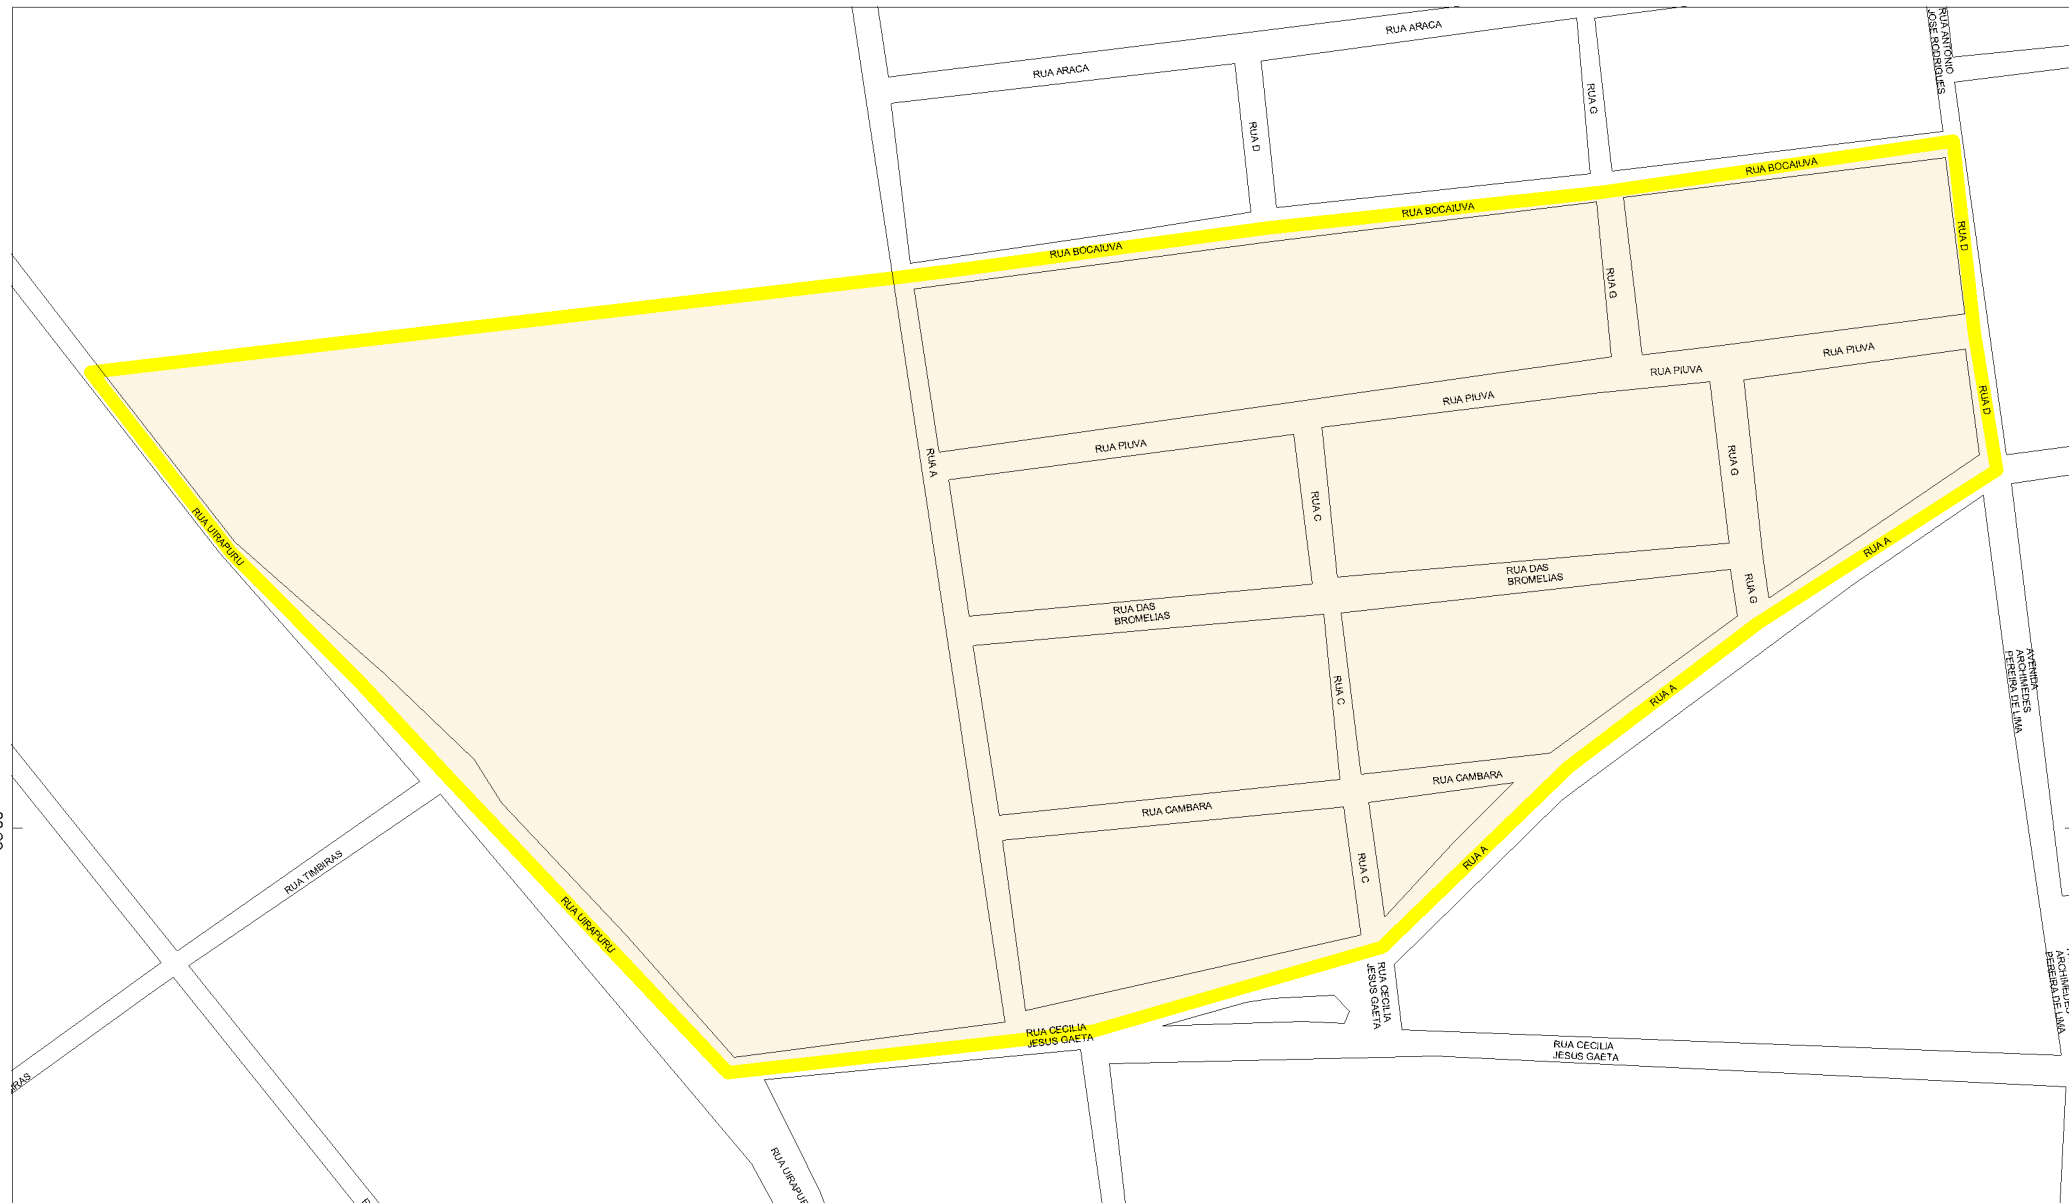 RUA ARACA
RUA ARACA
RUA ANTONIO
JOSE RODRIGUES
RUA G
RUA D
RUA BOCAIUVA
RUA BOCAIUVA
RUA BOCAIUVA
RUA D
RUA G
RUA PIUVA
RUA PIUVA
RUA PIUVA
RUA PIUVA
RUA D
RUA A
RUA G
RUA C
RUA UIRAPURU
RUA A
RUA DAS
BROMELIAS
RUA G
RUA DAS
BROMELIAS
RUA C
RUA A
AVENIDA
ARCHIMEDES
PEREIRA DE LIMA
RUA CAMBARA
RUA CAMBARA
RUA TIMBIRAS
RUA C
RUA A
RUA UIRAPURU
RUA CECILIA
JESUS GAETA
ARCHIMEDES
PEREIRA DE LIMA
RUA CECILIA
JESUS GAETA
RUA CECILIA
JESUS GAETA
RUA UIRAPUR